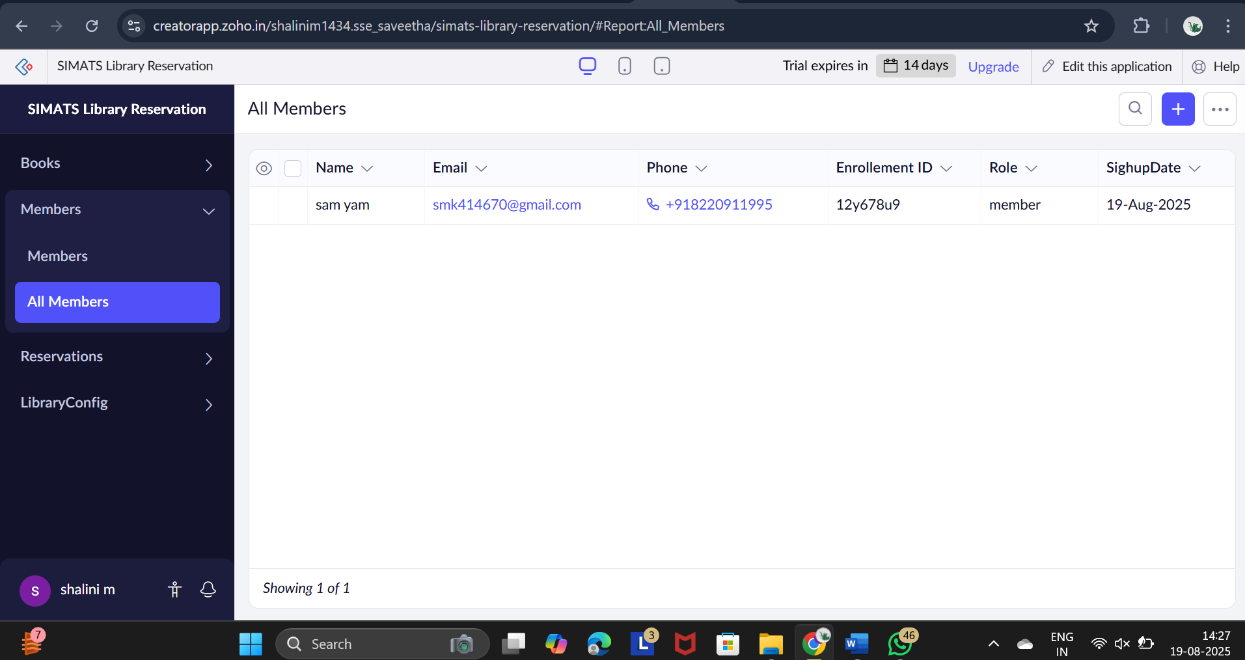 creatorapp.zoho.in/shalinim1434.sse_saveetha/simats-library-reservation/#Report:All_Members
SIMATS Library Reservation
Trial expires in 14 days Upgrade Edit this application Help
SIMATS Library Reservation
Books
Members
Members
All Members
Reservations
LibraryConfig
S shalini m
All Members
Name Email Phone Enrollement ID Role SighupDate
sam yam smk414670@gmail.com +918220911995 12y678u9 member 19-Aug-2025
Showing 1 of 1
7
Search
L 3
W
46
ENG
IN
14:27
19-08-2025